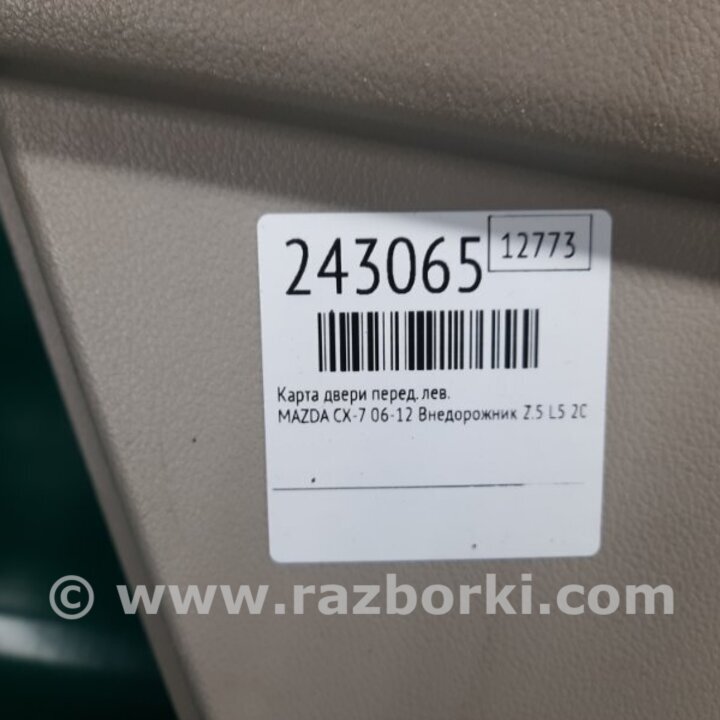 243065
12773
Карта двери перед. лев.
MAZDA CX-7 06-12 Внедорожник 2.5 L5 2C
© www.razborki.com